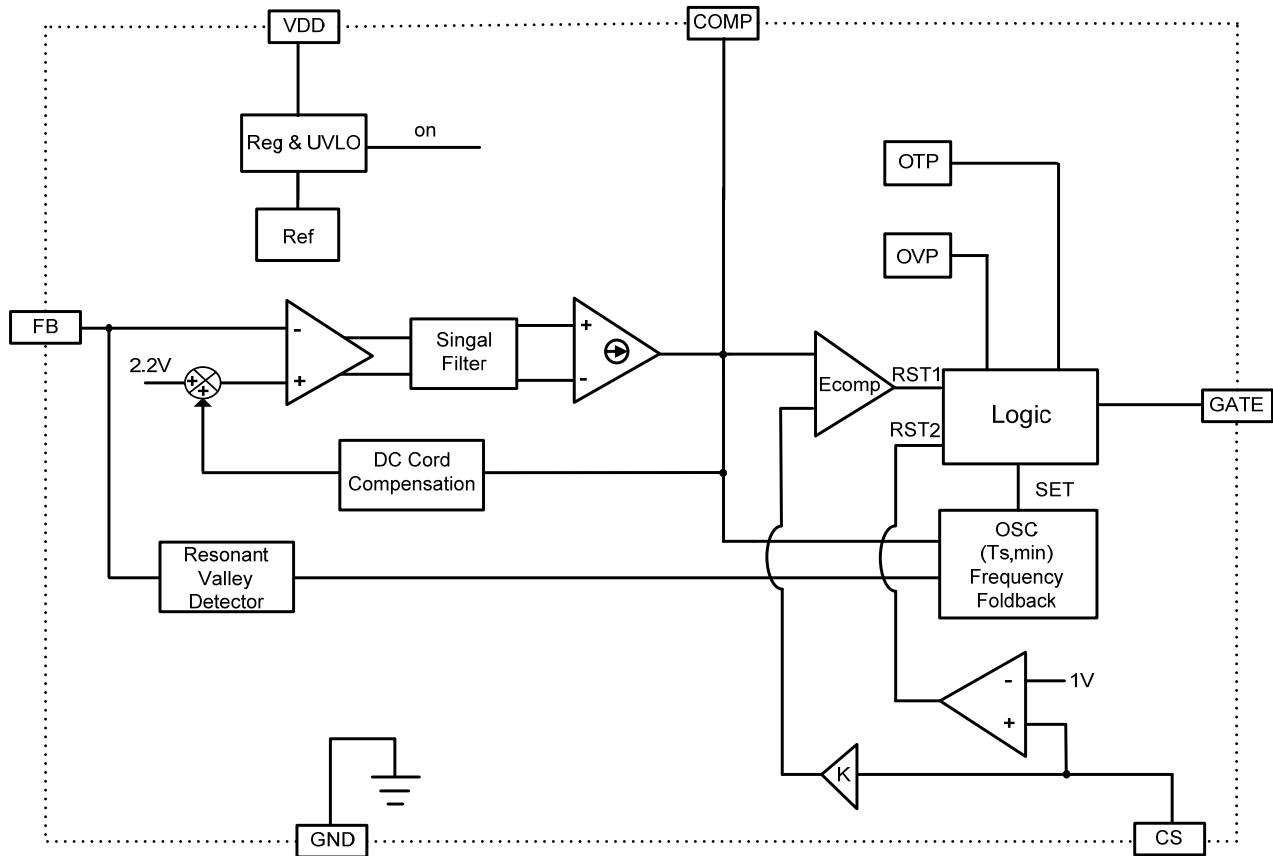 VDD
COMP
Reg & UVLO
on
Ref
OTP
OVP
FB
2.2V
+
+
-
+
Singal
Filter
+
-
Ecomp
RST1
RST2
Logic
GATE
DC Cord
Compensation
SET
Resonant
Valley
Detector
OSC
(Ts,min)
Frequency
Foldback
-
1V
+
K
GND
CS